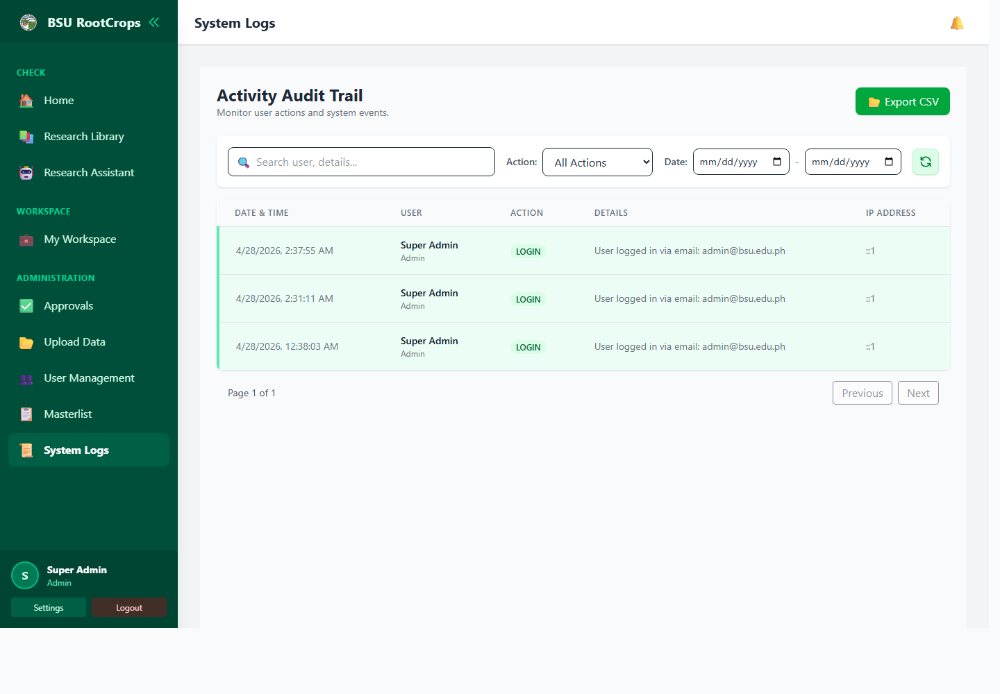 BSU RootCrops
CHECK
Home
Research Library
Research Assistant
WORKSPACE
My Workspace
ADMINISTRATION
Approvals
Upload Data
User Management
Masterlist
System Logs
S
Super Admin
Admin
Settings
Logout
System Logs
Activity Audit Trail
Monitor user actions and system events.
Export CSV
Search user, details...
Action:
All Actions
Date:
mm/dd/yyyy
-
mm/dd/yyyy
DATE & TIME USER ACTION DETAILS IP ADDRESS
4/28/2026, 2:37:55 AM Super Admin LOGIN User logged in via email: admin@bsu.edu.ph ::1
Admin
4/28/2026, 2:31:11 AM Super Admin LOGIN User logged in via email: admin@bsu.edu.ph ::1
Admin
4/28/2026, 12:38:03 AM Super Admin LOGIN User logged in via email: admin@bsu.edu.ph ::1
Admin
Page 1 of 1
Previous
Next